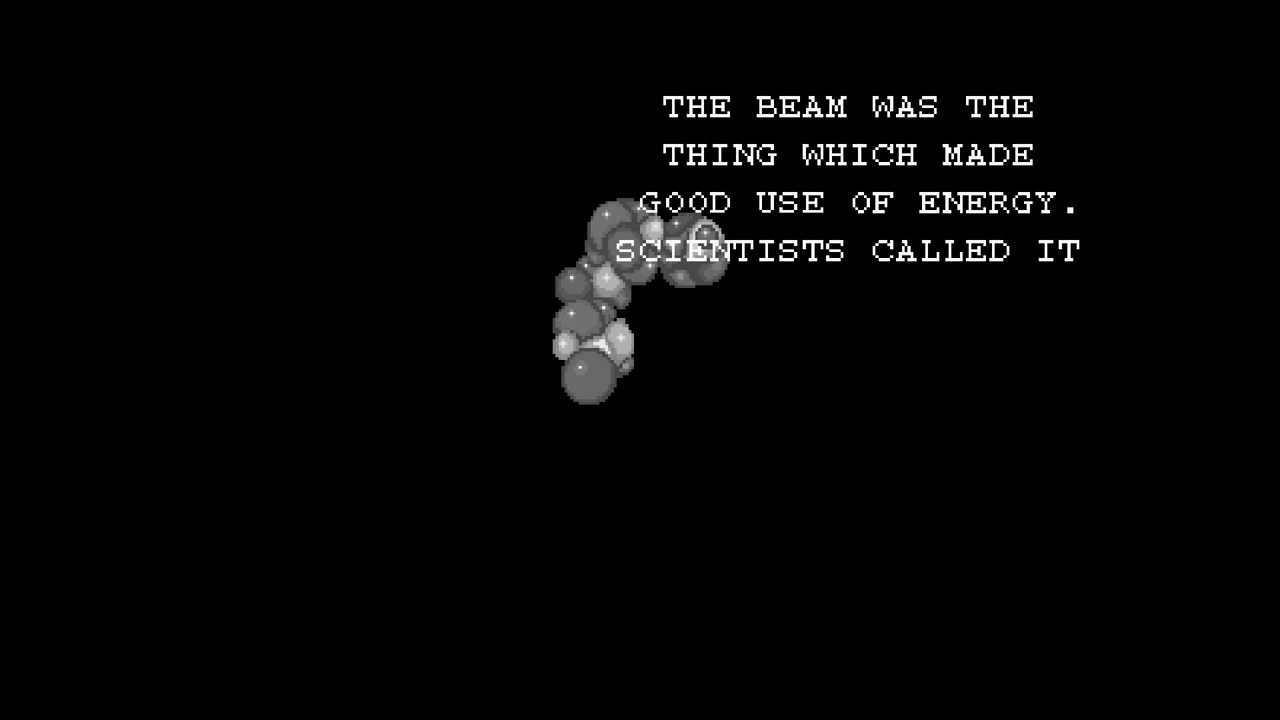 THE BEAM WAS THE
THING WHICH MADE
GOOD USE OF ENERGY.
SCIENTISTS CALLED IT